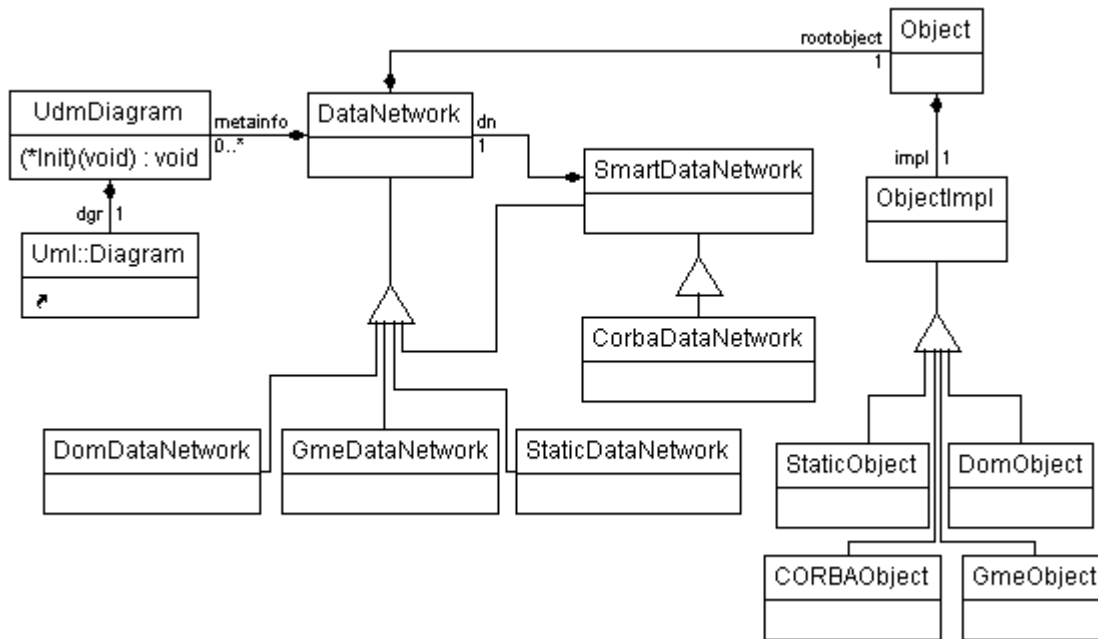 Object
rootobject
1
UdmDiagram
(*Init)(void) : void
metainfo
0..*
DataNetwork
dn
1
SmartDataNetwork
impl 1
ObjectImpl
dgr 1
Uml::Diagram
CorbaDataNetwork
DomDataNetwork
GmeDataNetwork
StaticDataNetwork
StaticObject
DomObject
CORBAObject
GmeObject